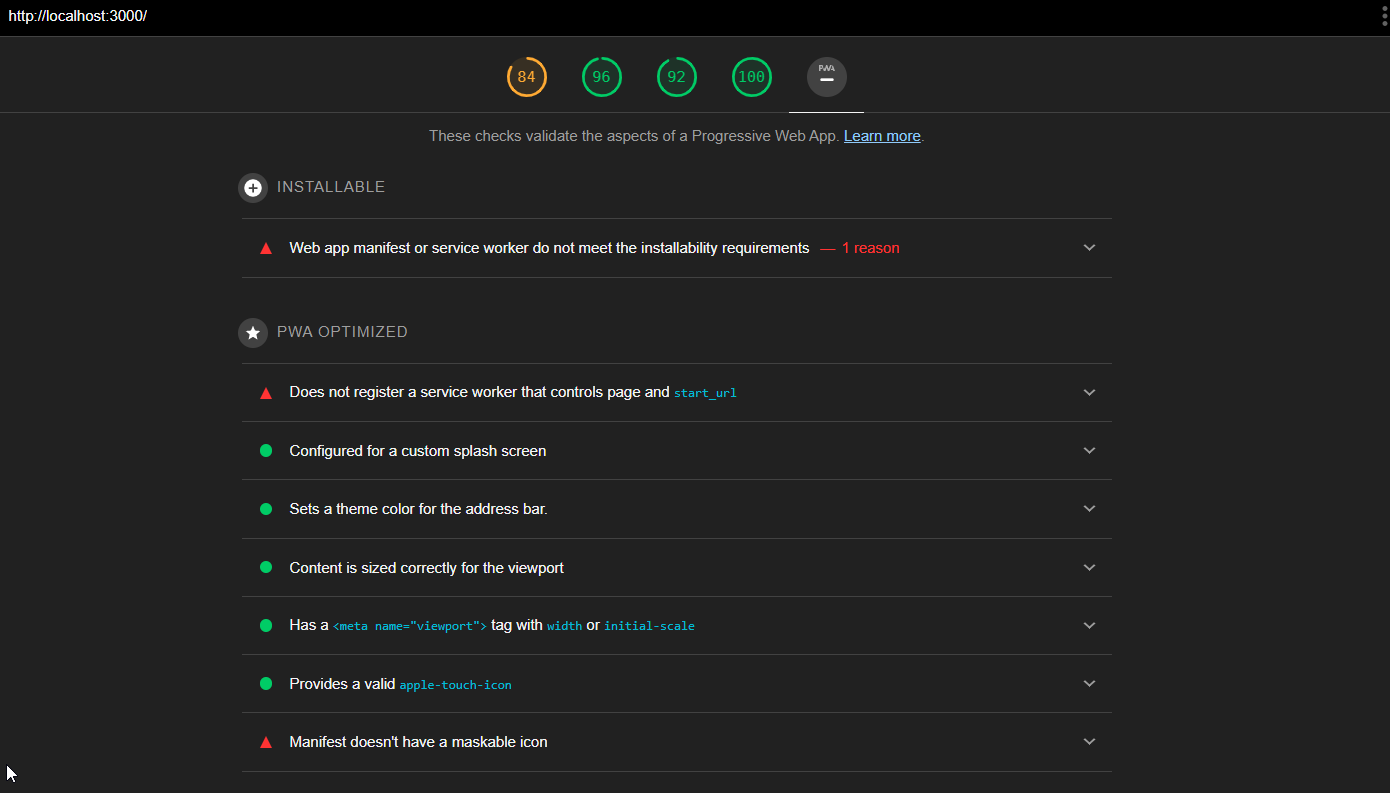 http://localhost:3000/
84 96 92 100 PWA
These checks validate the aspects of a Progressive Web App. Learn more.
INSTALLABLE
Web app manifest or service worker do not meet the installability requirements — 1 reason
PWA OPTIMIZED
Does not register a service worker that controls page and start_url
Configured for a custom splash screen
Sets a theme color for the address bar.
Content is sized correctly for the viewport
Has a <meta name="viewport"> tag with width or initial-scale
Provides a valid apple-touch-icon
Manifest doesn't have a maskable icon